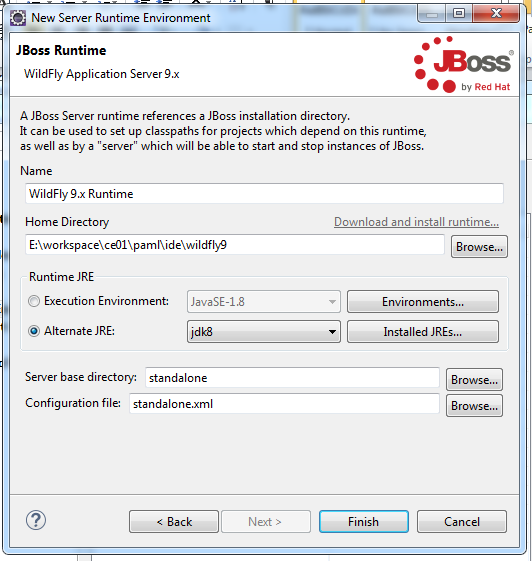 New Server Runtime Environment
JBoss Runtime
WildFly Application Server 9.x
JBoss
by Red Hat
A JBoss Server runtime references a JBoss installation directory.
It can be used to set up classpaths for projects which depend on this runtime,
as well as by a "server" which will be able to start and stop instances of JBoss.
Name
WildFly 9.x Runtime
Home Directory Download and install runtime...
E:\workspace\ce01\paml\ide\wildfly9 Browse...
Runtime JRE
Execution Environment: JavaSE-1.8 Environments...
Alternate JRE: jdk8 Installed JREs...
Server base directory: standalone Browse...
Configuration file: standalone.xml Browse...
? < Back Next > Finish Cancel